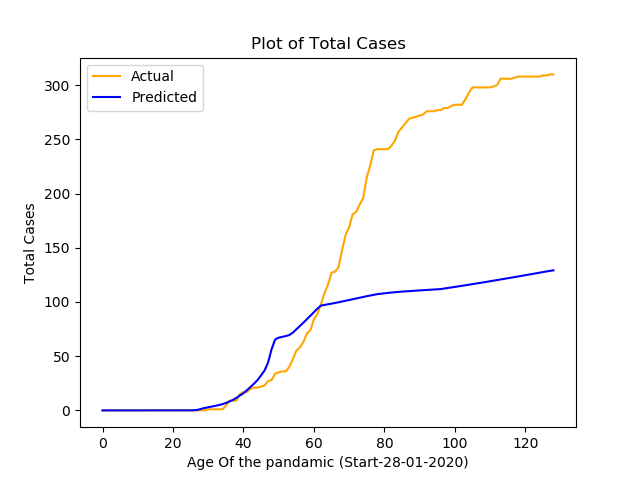 Plot of Total Cases
Actual
Predicted
300
250
200
150
100
50
0
Total Cases
0 20 40 60 80 100 120
Age Of the pandamic (Start-28-01-2020)